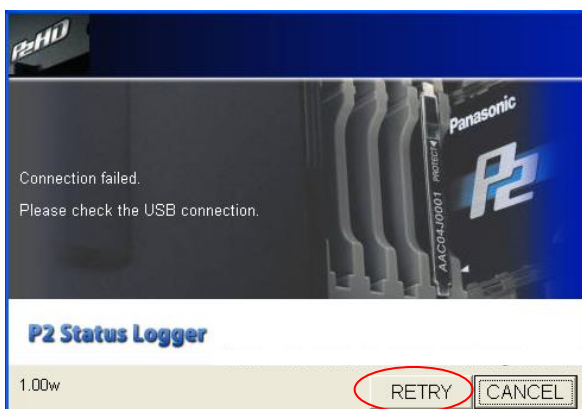 P2HD
Panasonic
P2
PROTECT
AAC04J0001
Connection failed.
Please check the USB connection.
P2 Status Logger
1.00w
RETRY
CANCEL